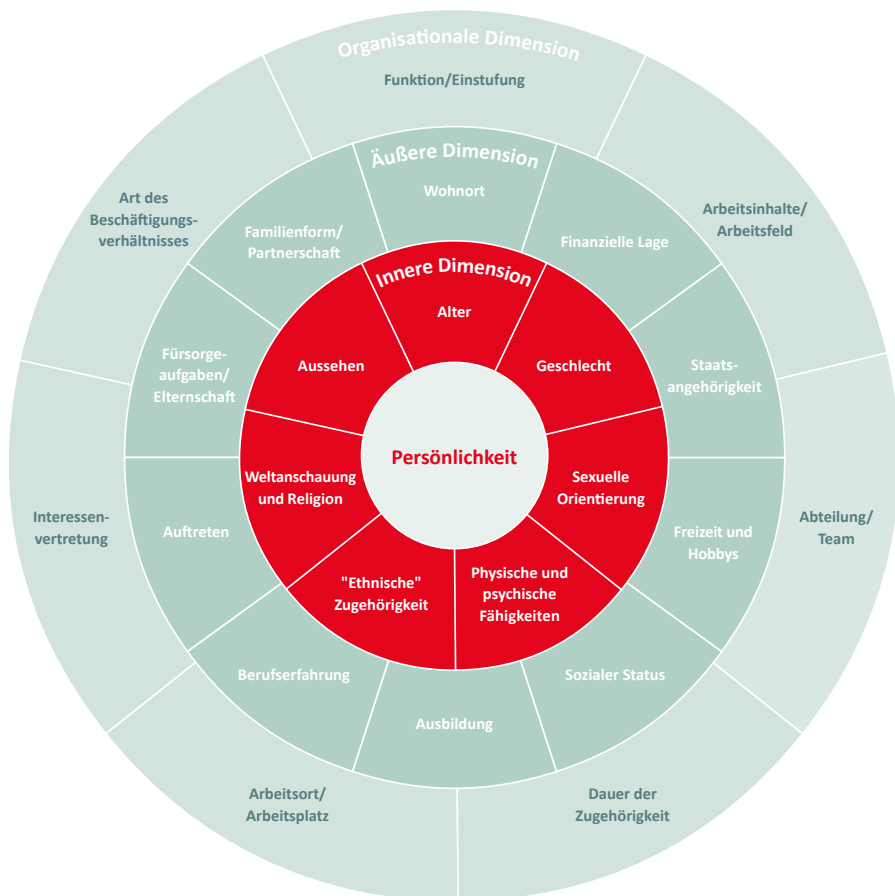 Organisationale Dimension
Funktion/Einstufung
Arbeitsinhalte/
Arbeitsfeld
Abteilung/
Team
Dauer der
Zugehörigkeit
Arbeitsort/
Arbeitsplatz
Interessen-
vertretung
Art des
Beschäftigungs-
verhältnisses
Äußere Dimension
Wohnort
Finanzielle Lage
Staats-
angehörigkeit
Freizeit und
Hobbys
Sozialer Status
Ausbildung
Berufserfahrung
Auftreten
Fürsorge-
aufgaben/
Elternschaft
Familienform/
Partnerschaft
Innere Dimension
Alter
Geschlecht
Sexuelle
Orientierung
Physische und
psychische
Fähigkeiten
"Ethnische"
Zugehörigkeit
Weltanschauung
und Religion
Aussehen
Persönlichkeit